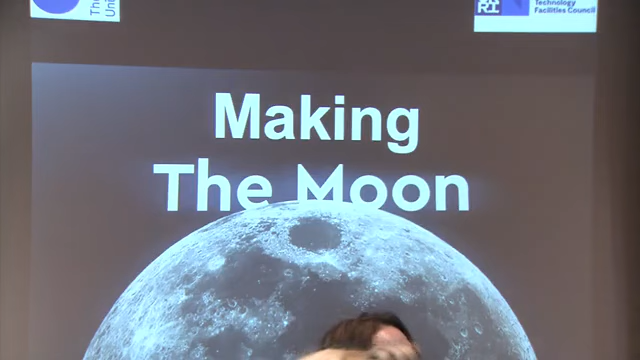 Technology
Facilities Council
Making
The Moon